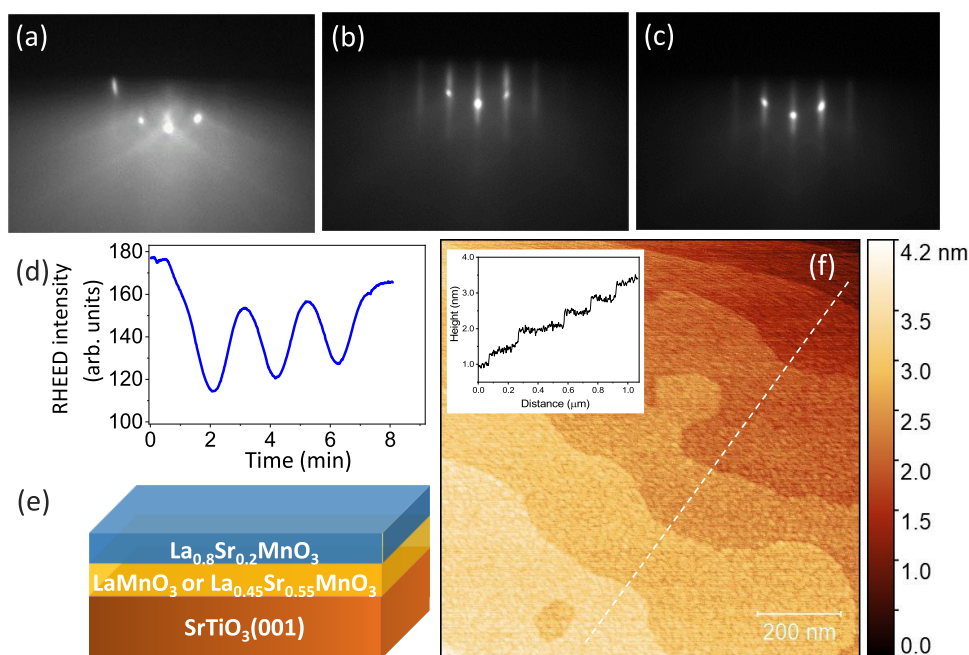 (a)
(b)
(c)
(d)
180
160
140
120
100
RHEED intensity
(arb. units)
0
2
4
6
8
Time (min)
(e)
La0.8Sr0.2MnO3
LaMnO3 or La0.45Sr0.55MnO3
SrTiO3(001)
(f)
4.0
3.0
2.0
1.0
0.0
Height (nm)
0.0 0.2 0.4 0.6 0.8 1.0
Distance (μm)
200 nm
4.2 nm
3.5
3.0
2.5
2.0
1.5
1.0
0.0